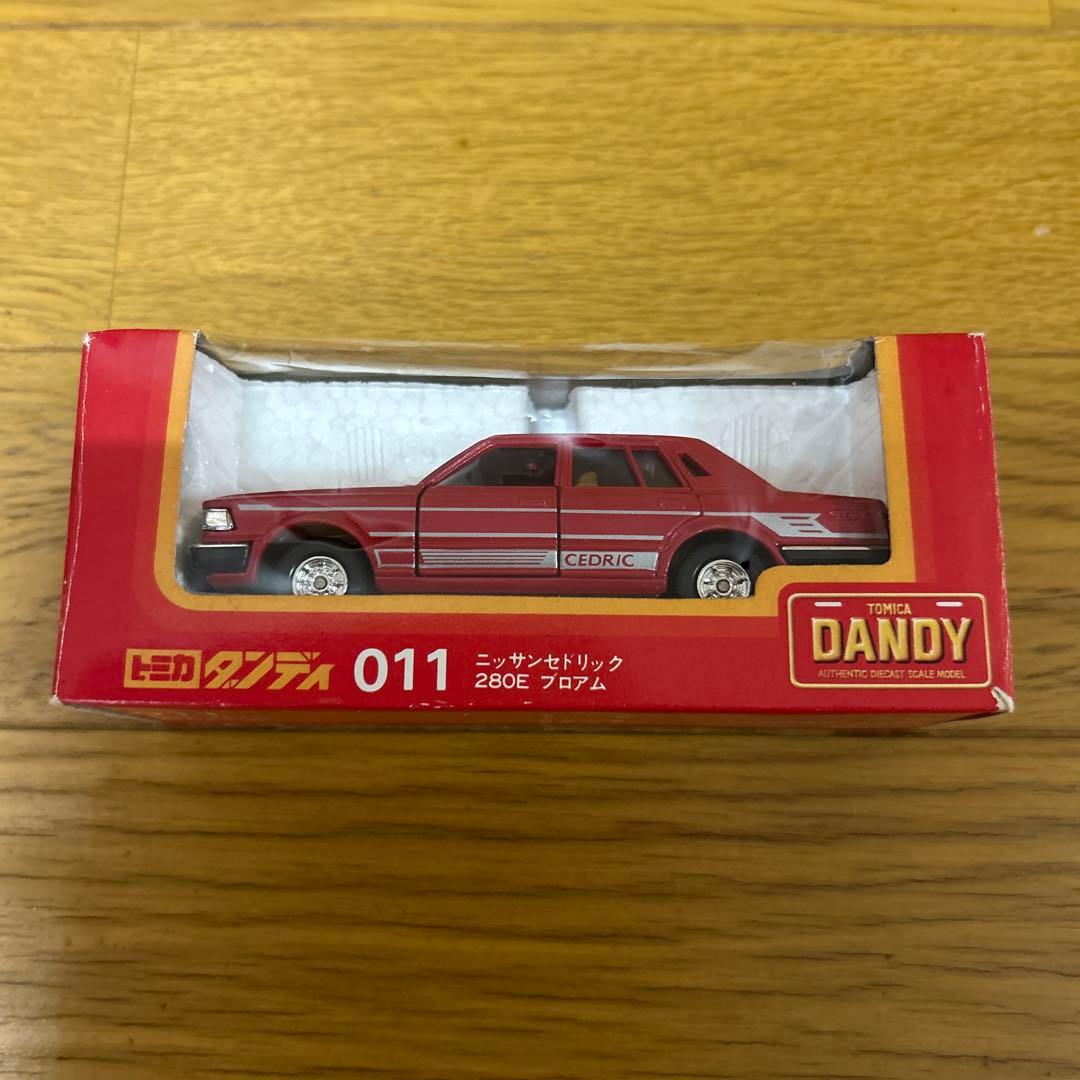 CEDRIC
トミカ ダンディ 011 ニッサンセドリック
280E ブロアム
TOMICA
DANDY
AUTHENTIC DIECAST SCALE MODEL